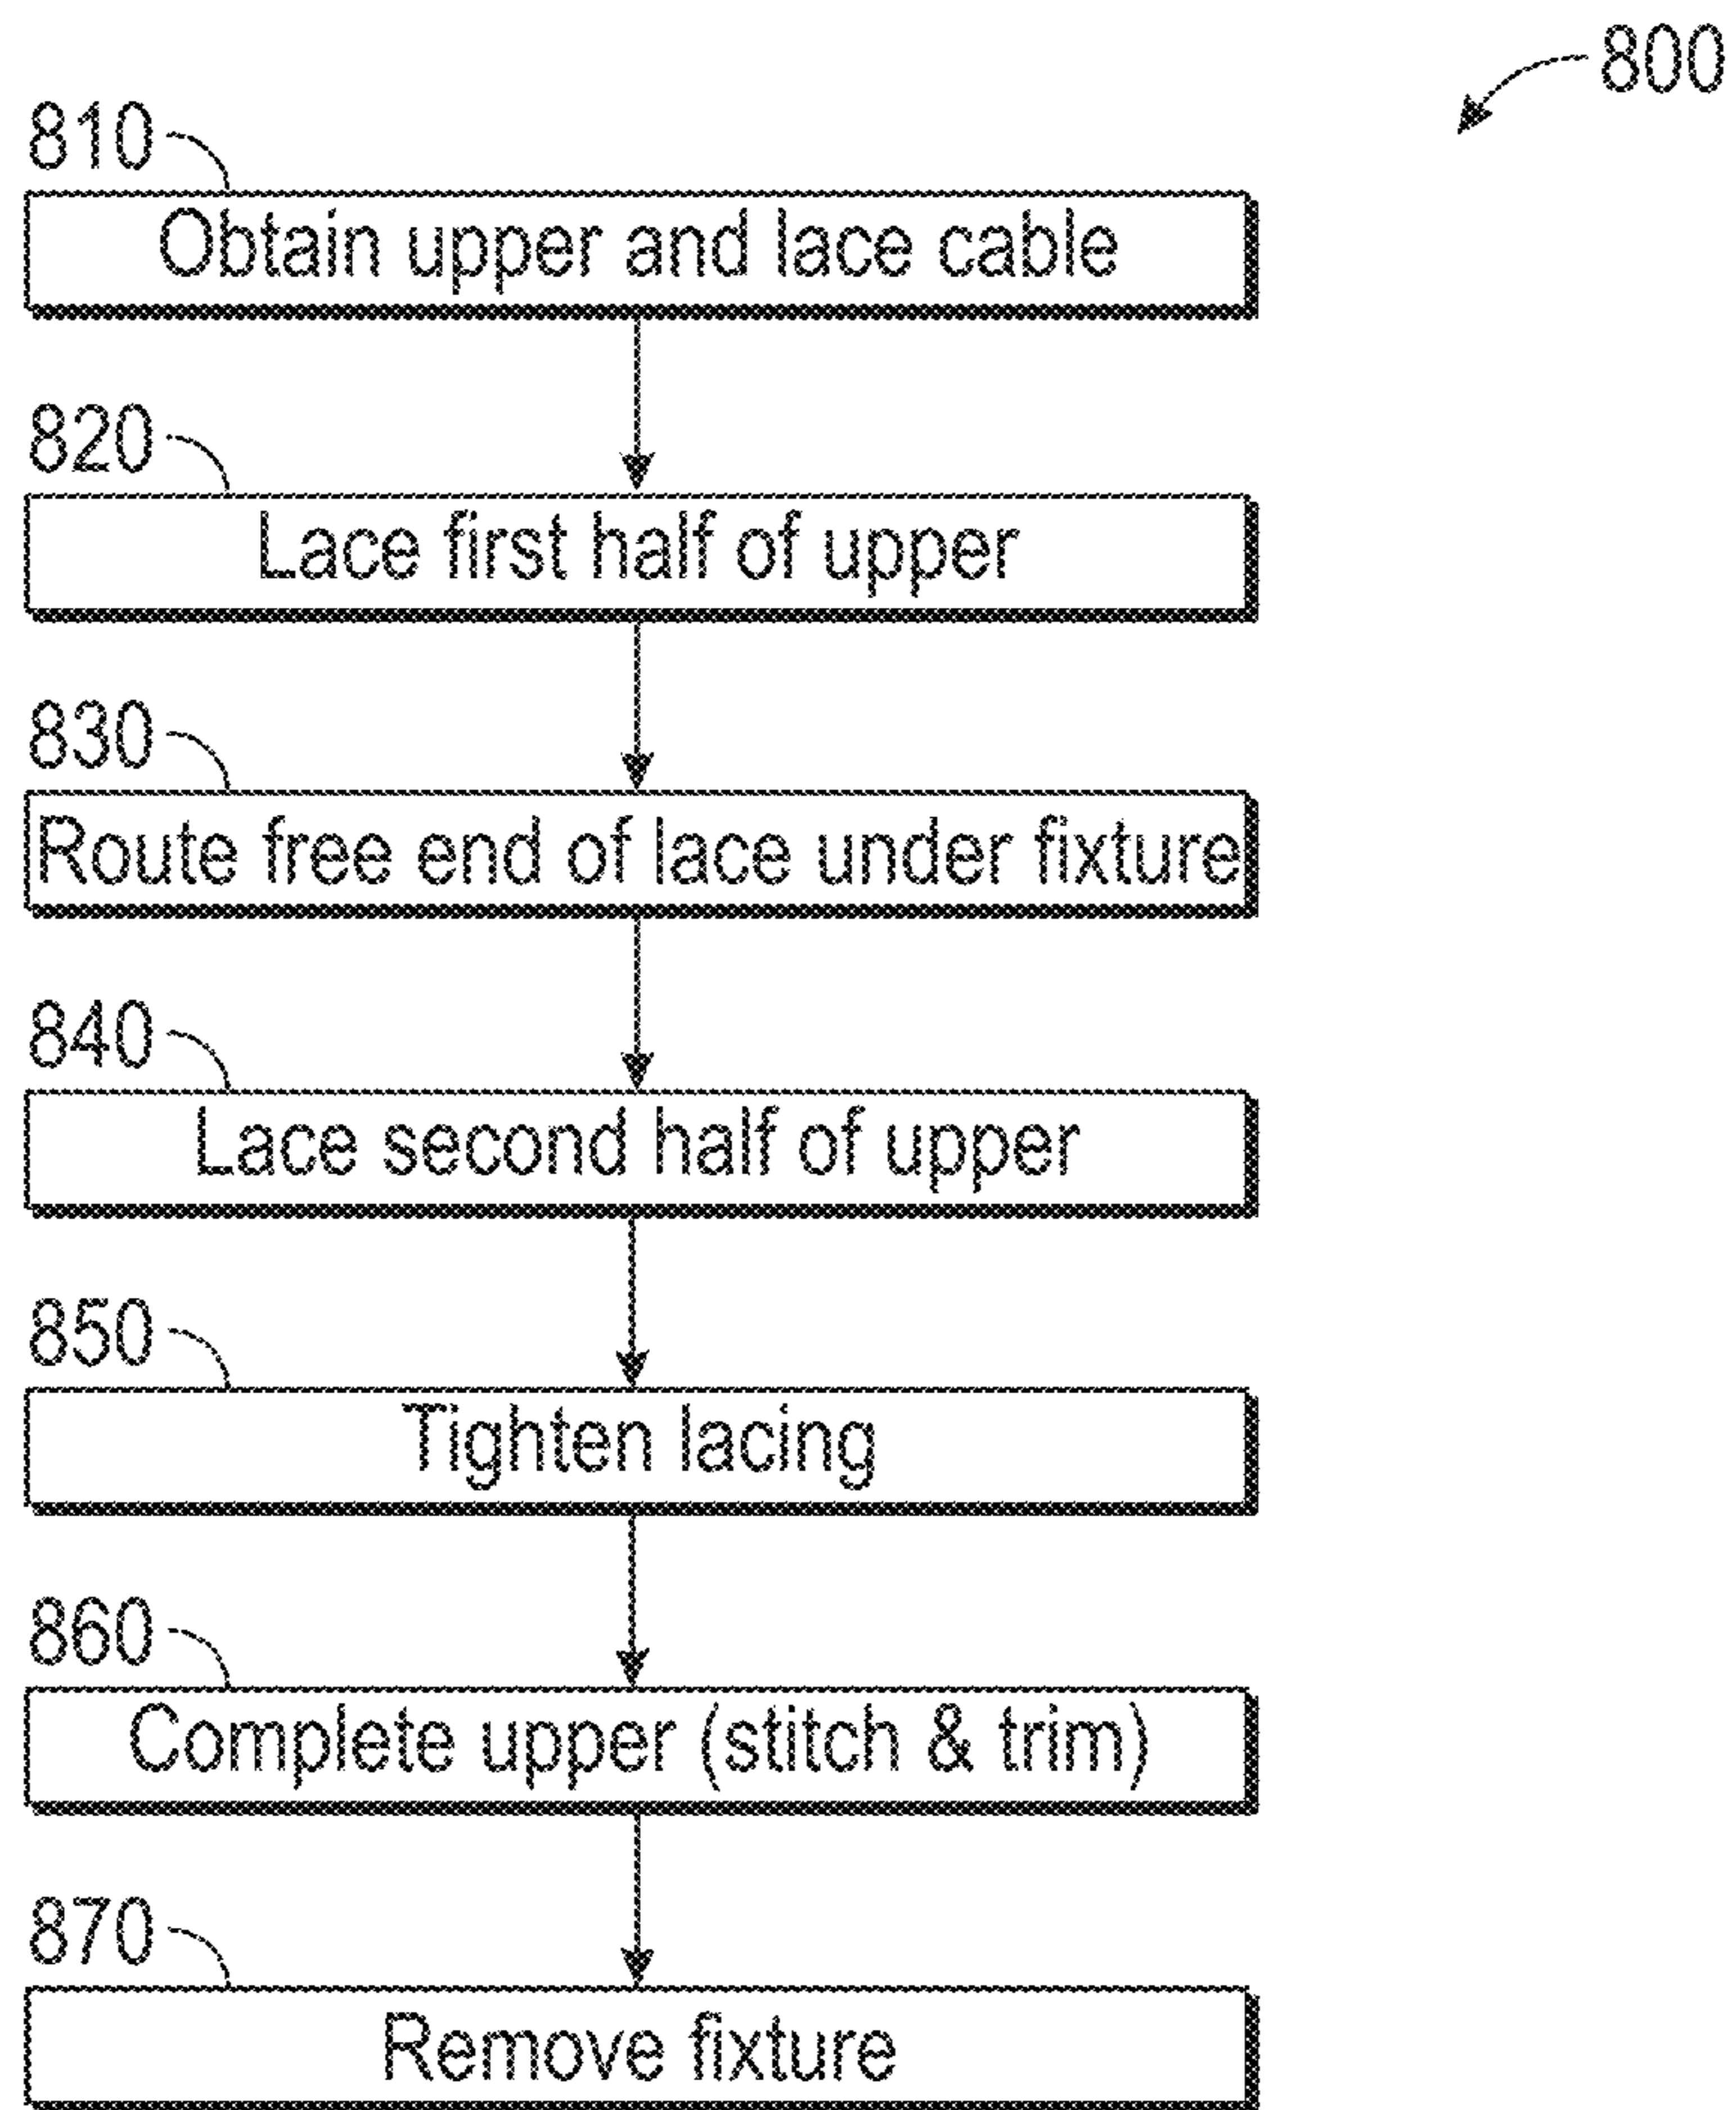 800
810
Obtain upper and lace cable
820
Lace first half of upper
830
Route free end of lace under fixture
840
Lace second half of upper
850
Tighten lacing
860
Complete upper (stitch & trim)
870
Remove fixture